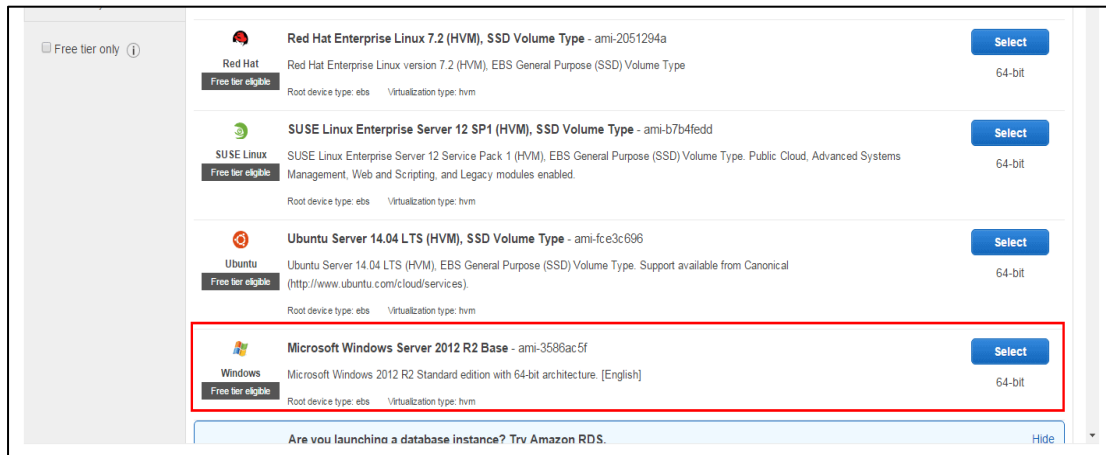 Free tier only
Red Hat
Free tier eligible
Red Hat Enterprise Linux 7.2 (HVM), SSD Volume Type - ami-2051294a
Red Hat Enterprise Linux version 7.2 (HVM), EBS General Purpose (SSD) Volume Type
Root device type: ebs Virtualization type: hvm
Select
64-bit
SUSE Linux
Free tier eligible
SUSE Linux Enterprise Server 12 SP1 (HVM), SSD Volume Type - ami-b7b4fedd
SUSE Linux Enterprise Server 12 Service Pack 1 (HVM), EBS General Purpose (SSD) Volume Type. Public Cloud, Advanced Systems
Management, Web and Scripting, and Legacy modules enabled.
Root device type: ebs Virtualization type: hvm
Select
64-bit
Ubuntu
Free tier eligible
Ubuntu Server 14.04 LTS (HVM), SSD Volume Type - ami-fce3c696
Ubuntu Server 14.04 LTS (HVM), EBS General Purpose (SSD) Volume Type. Support available from Canonical
(http://www.ubuntu.com/cloud/services).
Root device type: ebs Virtualization type: hvm
Select
64-bit
Windows
Free tier eligible
Microsoft Windows Server 2012 R2 Base - ami-3586ac5f
Microsoft Windows 2012 R2 Standard edition with 64-bit architecture. [English]
Root device type: ebs Virtualization type: hvm
Select
64-bit
Are you launching a database instance? Try Amazon RDS.
Hide